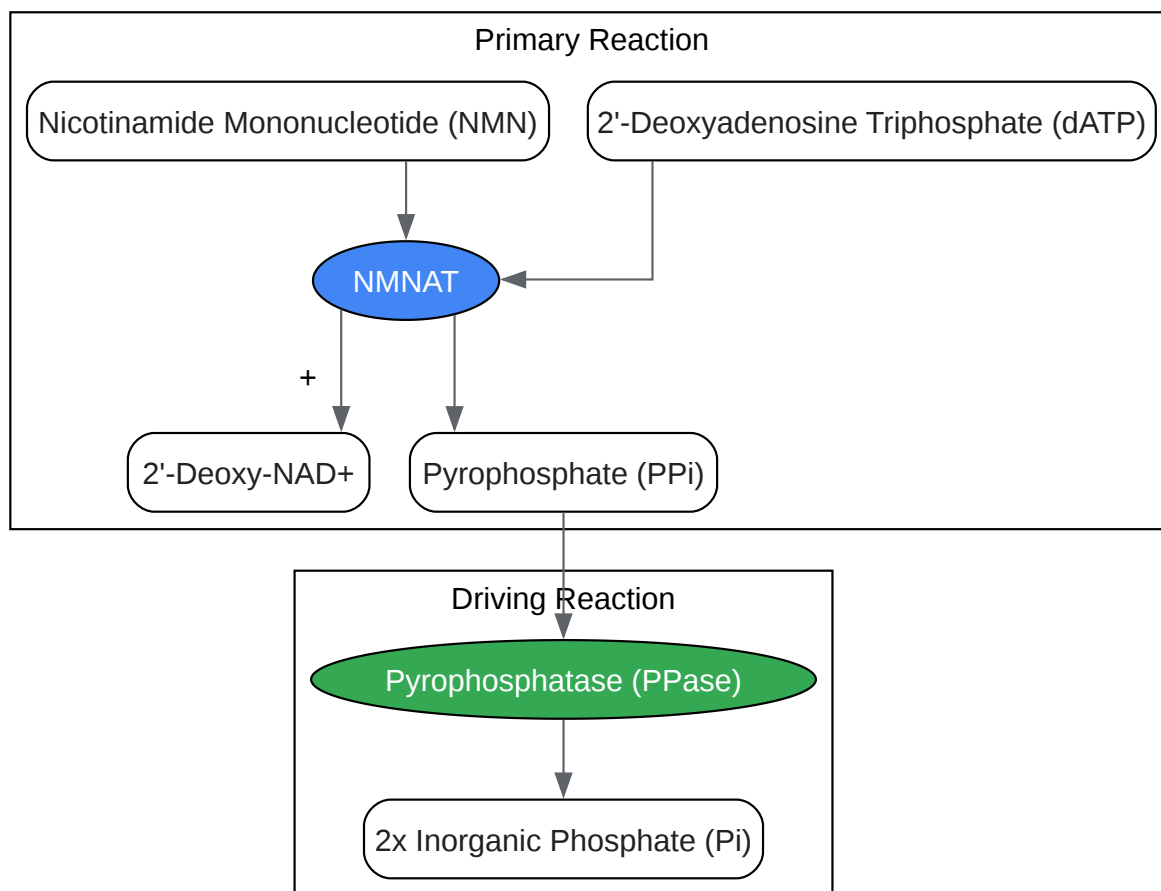 Primary Reaction
Nicotinamide Mononucleotide (NMN)
2'-Deoxyadenosine Triphosphate (dATP)
NMNAT
+
2'-Deoxy-NAD+
Pyrophosphate (PPi)
Driving Reaction
Pyrophosphatase (PPase)
2x Inorganic Phosphate (Pi)